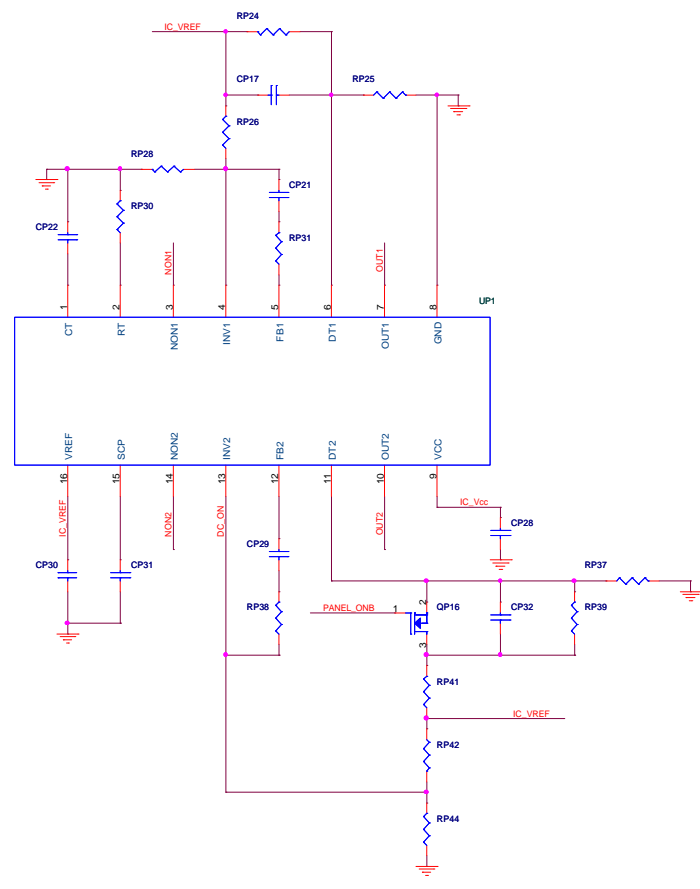 RP24
IC_VREF
CP17
RP25
RP26
RP28
CP21
RP30
CP22
RP31
NON1
OUT1
UP1
1
2
3
4
5
6
7
8
CT
RT
NON1
INV1
FB1
DT1
OUT1
GND
VREF
SCP
NON2
INV2
FB2
DT2
OUT2
VCC
16
15
14
13
12
11
10
9
IC_VREF
NON2
DC_ON
OUT2
IC_Vcc
CP28
CP29
CP30
CP31
RP37
PANEL_ONB
1
2
3
QP16
CP32
RP39
RP38
RP41
IC_VREF
RP42
RP44